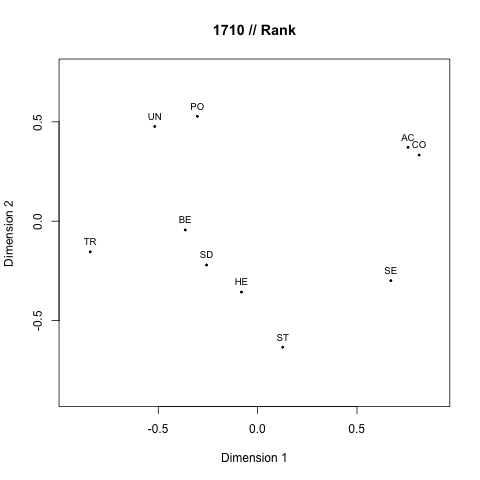 1710 // Rank
PO
UN
AC
CO
BE
TR
SD
SE
HE
ST
0.5
0.0
-0.5
Dimension 2
-0.5 0.0 0.5
Dimension 1